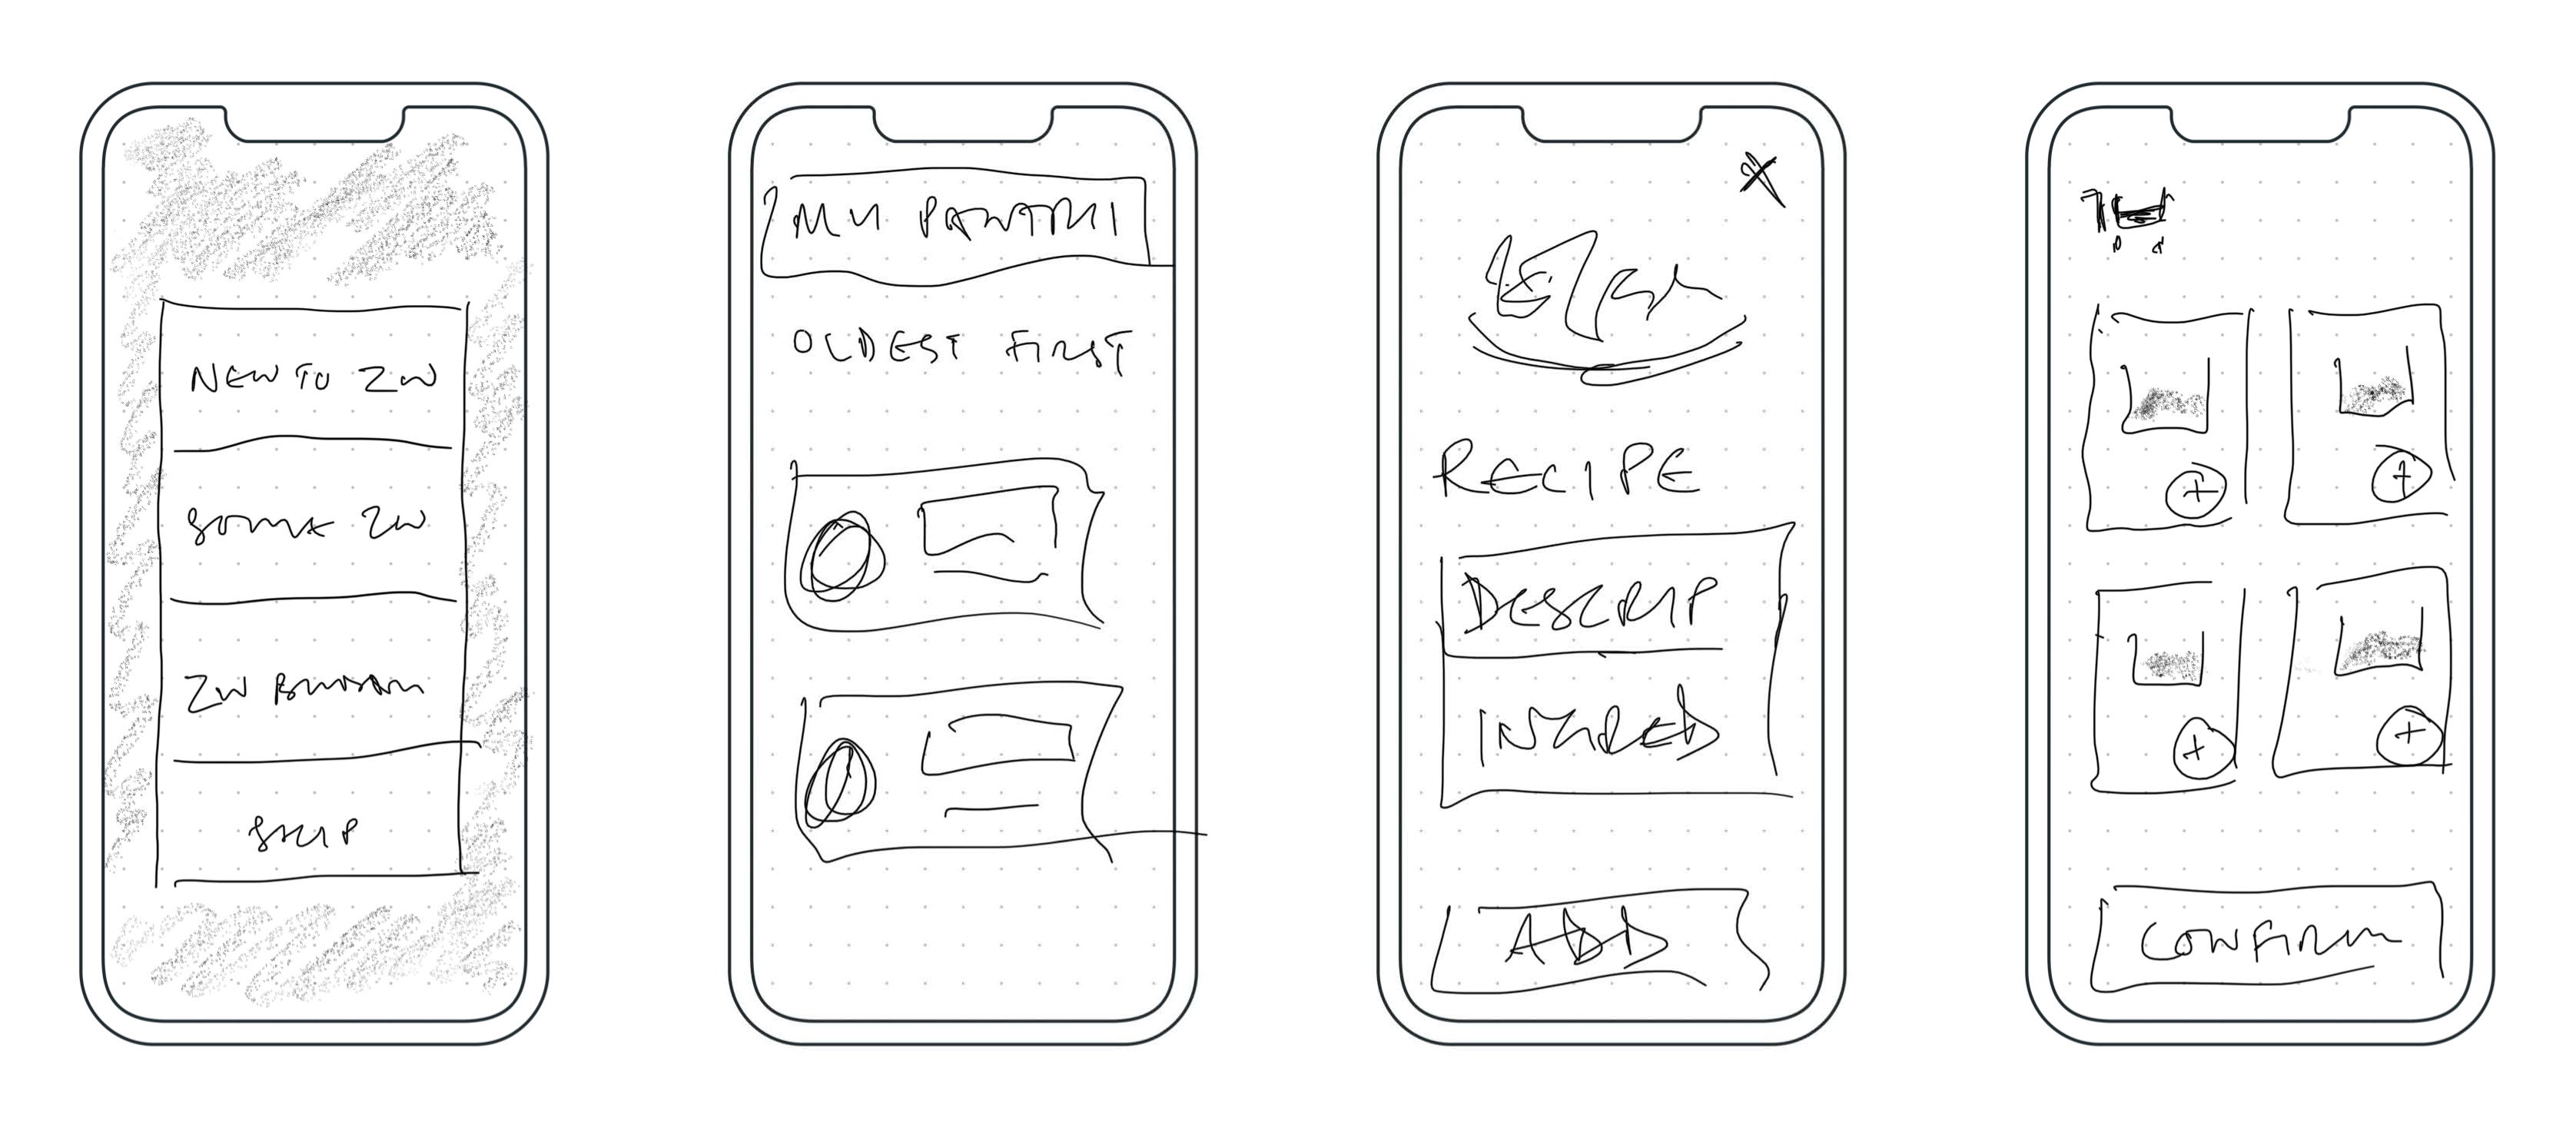 NEW TO ZW
SOME ZW
ZW
SKIP
MY PANTRY
OLDEST FIRST
RECIPE
DESCRIP
INGRED
ADD
CONFIRM